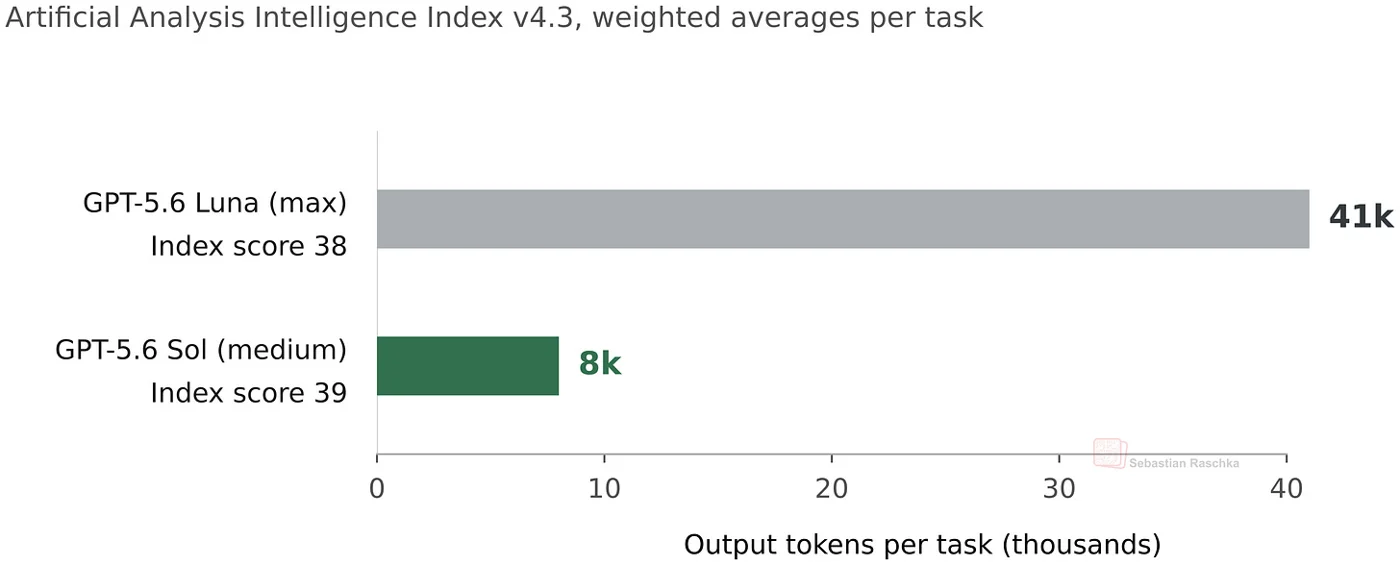 Artificial Analysis Intelligence Index v4.3, weighted averages per task
GPT-5.6 Luna (max)
Index score 38
41k
GPT-5.6 Sol (medium)
Index score 39
8k
Sebastian Raschka
0 10 20 30 40
Output tokens per task (thousands)